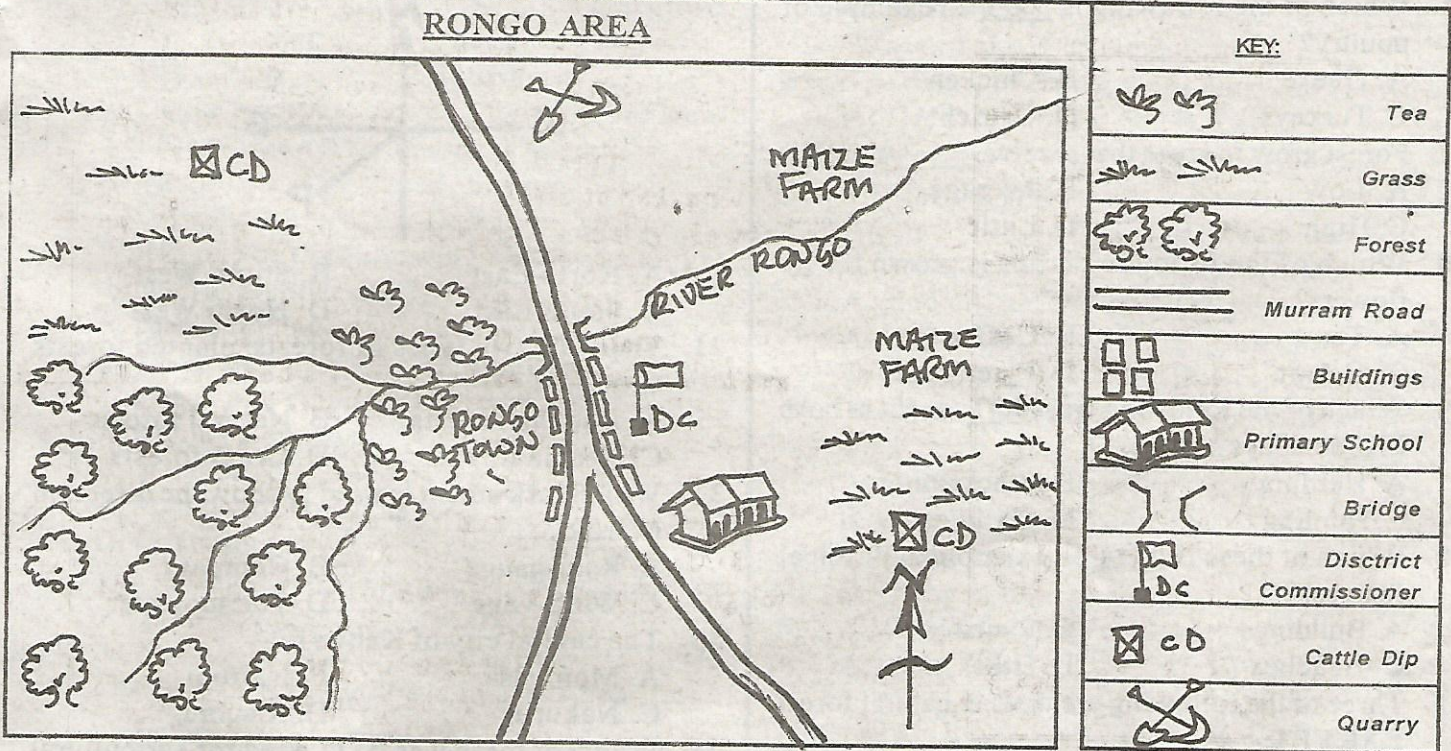 RONGO AREA
CD
MAIZE
FARM
RIVER RONGO
MAIZE
FARM
RONGO
TOWN
DC
CD
KEY:
Tea
Grass
Forest
Murram Road
Buildings
Primary School
Bridge
Disctrict
DC Commissioner
CD Cattle Dip
Quarry